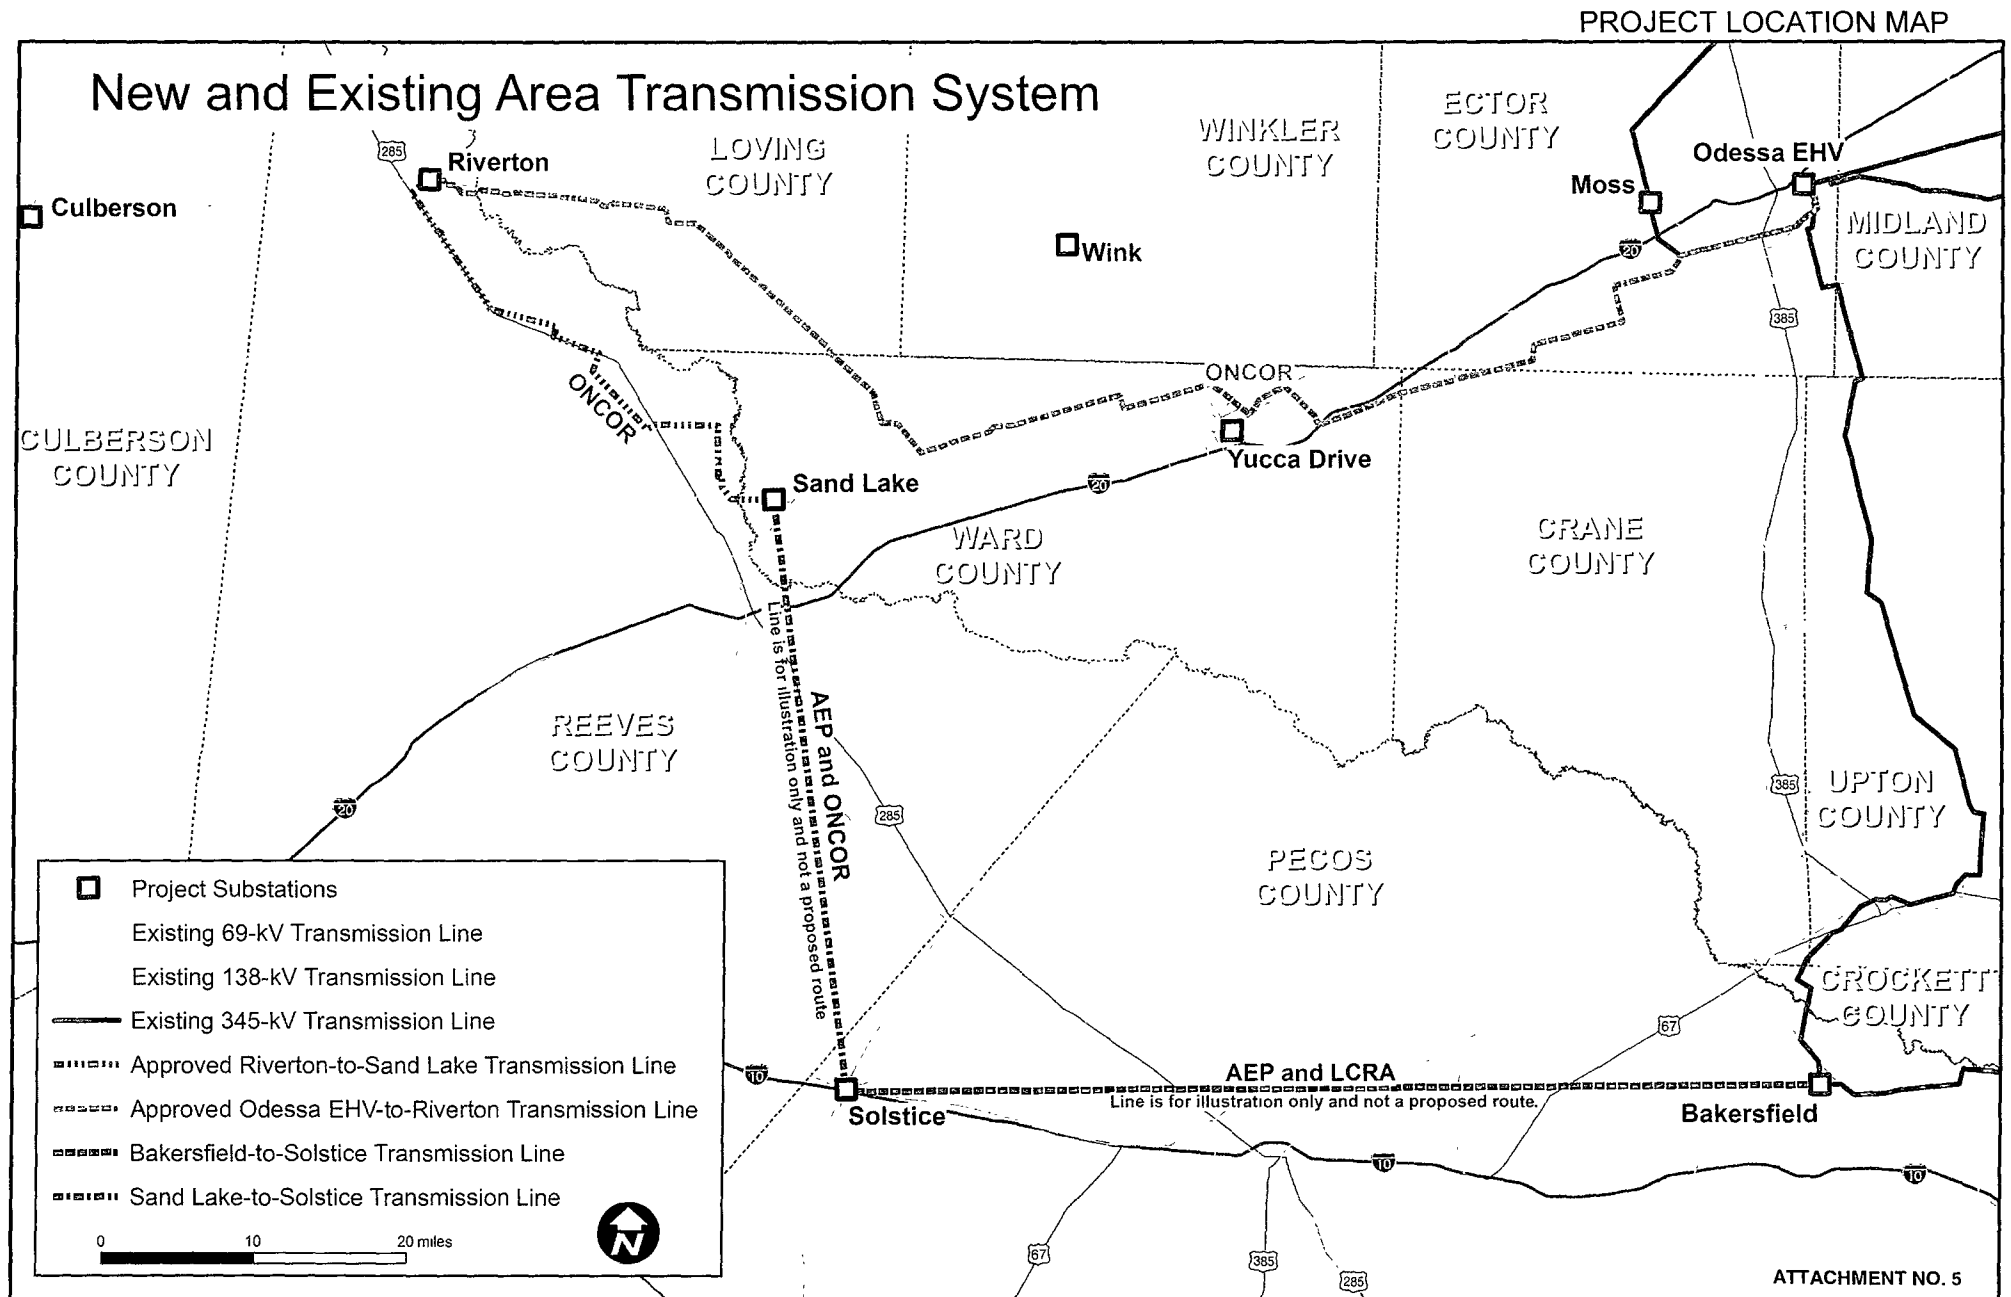 PROJECT LOCATION MAP
New and Existing Area Transmission System
285
Riverton
Culberson
LOVING
COUNTY
WINKLER
COUNTY
ECTOR
COUNTY
Odessa EHV
Moss
MIDLAND
COUNTY
Wink
20
385
ONCOR
ONCOR
CULBERSON
COUNTY
Yucca Drive
Sand Lake
20
WARD
COUNTY
CRANE
COUNTY
REEVES
COUNTY
AEP and ONCOR
Line is for illustration only and not a proposed route
20
285
385
UPTON
COUNTY
PECOS
COUNTY
CROCKETT
COUNTY
67
10
AEP and LCRA
Line is for illustration only and not a proposed route.
Solstice
Bakersfield
10
10
67
385
285
Project Substations
Existing 69-kV Transmission Line
Existing 138-kV Transmission Line
Existing 345-kV Transmission Line
Approved Riverton-to-Sand Lake Transmission Line
Approved Odessa EHV-to-Riverton Transmission Line
Bakersfield-to-Solstice Transmission Line
Sand Lake-to-Solstice Transmission Line
0 10 20 miles
N
ATTACHMENT NO. 5